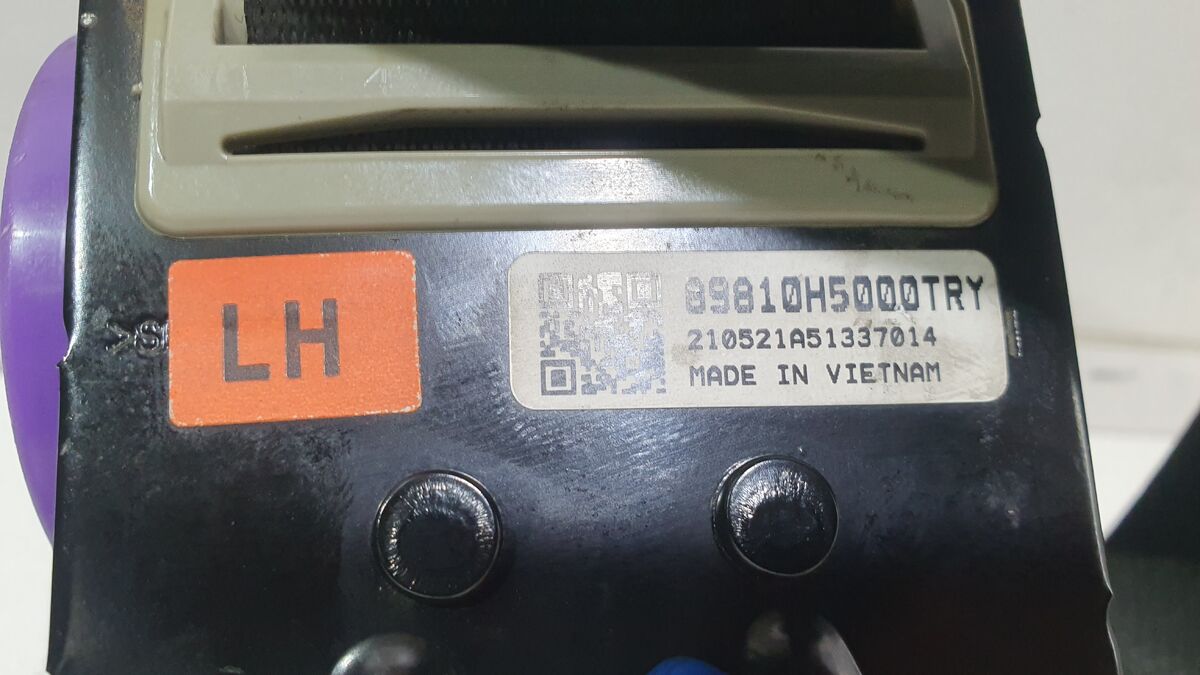 LH
89810H5000TRY
210521A51337014
MADE IN VIETNAM